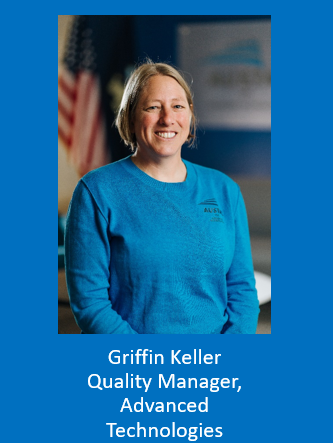 Griffin Keller
Quality Manager,
Advanced
Technologies